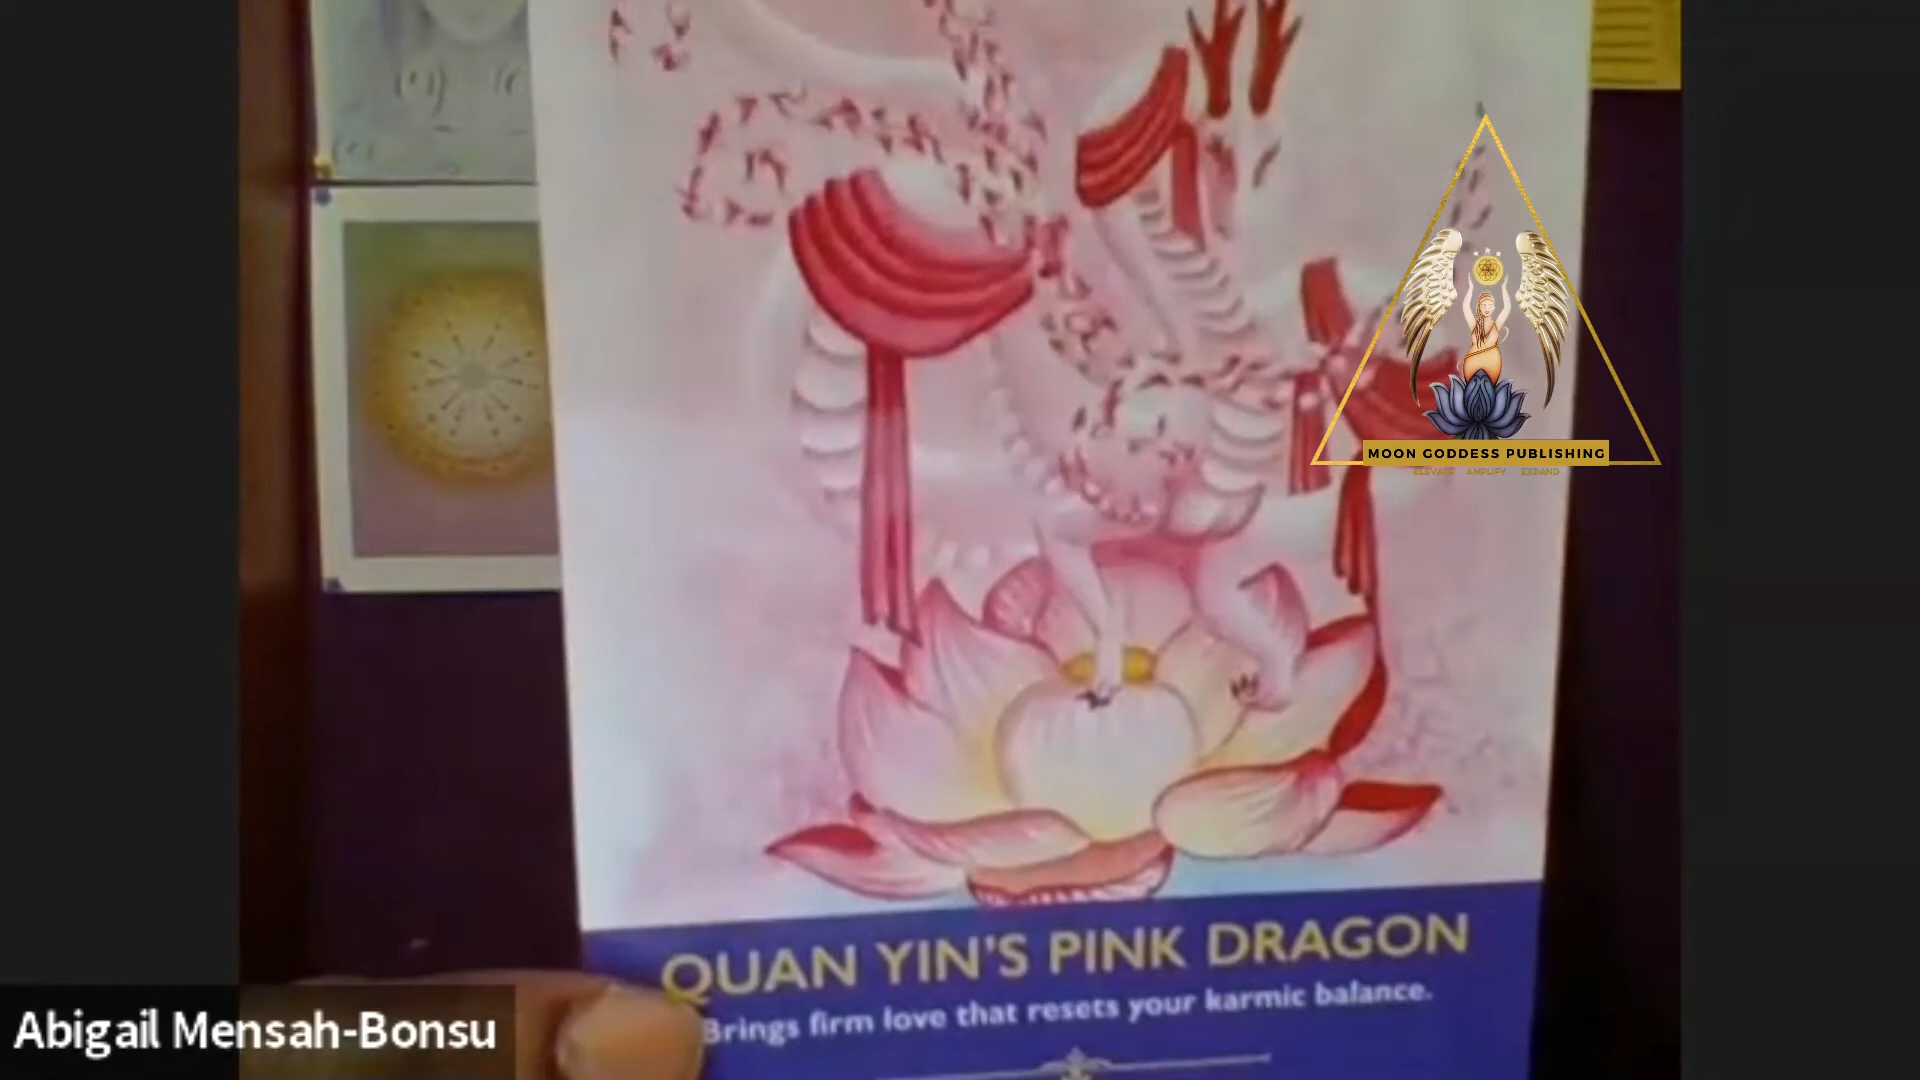 MOON GODDESS PUBLISHING
ELEVATE AMPLIFY EXPAND
QUAN YIN'S PINK DRAGON
Brings firm love that resets your karmic balance.
Abigail Mensah-Bonsu